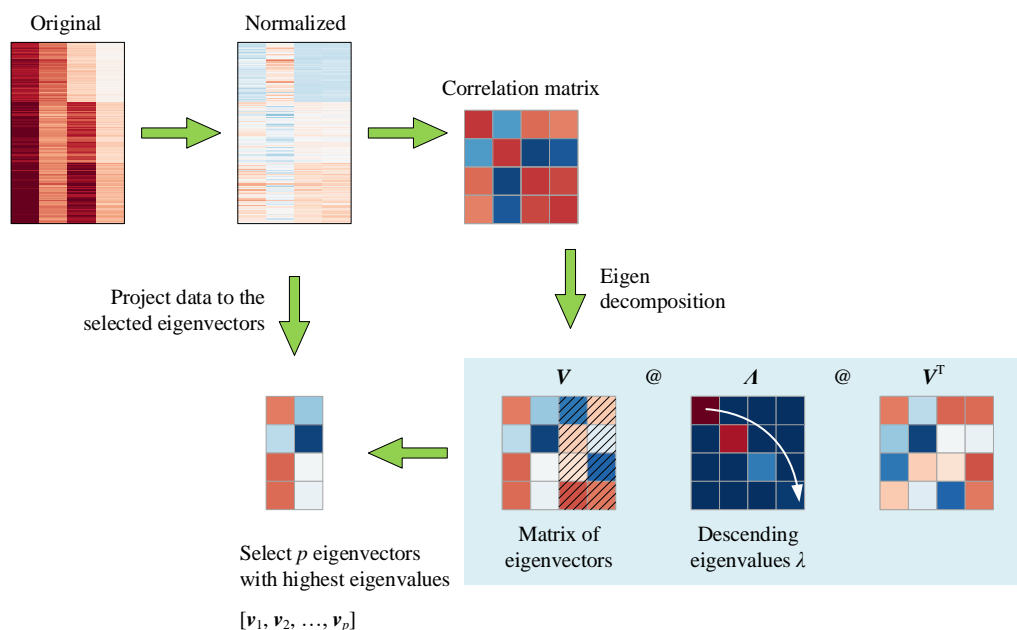 Original
Normalized
Correlation matrix
Project data to the
selected eigenvectors
Eigen
decomposition
V @ Λ @ Vᵀ
Matrix of
eigenvectors
Descending
eigenvalues λ
Select p eigenvectors
with highest eigenvalues
[v₁, v₂, …, vₚ]